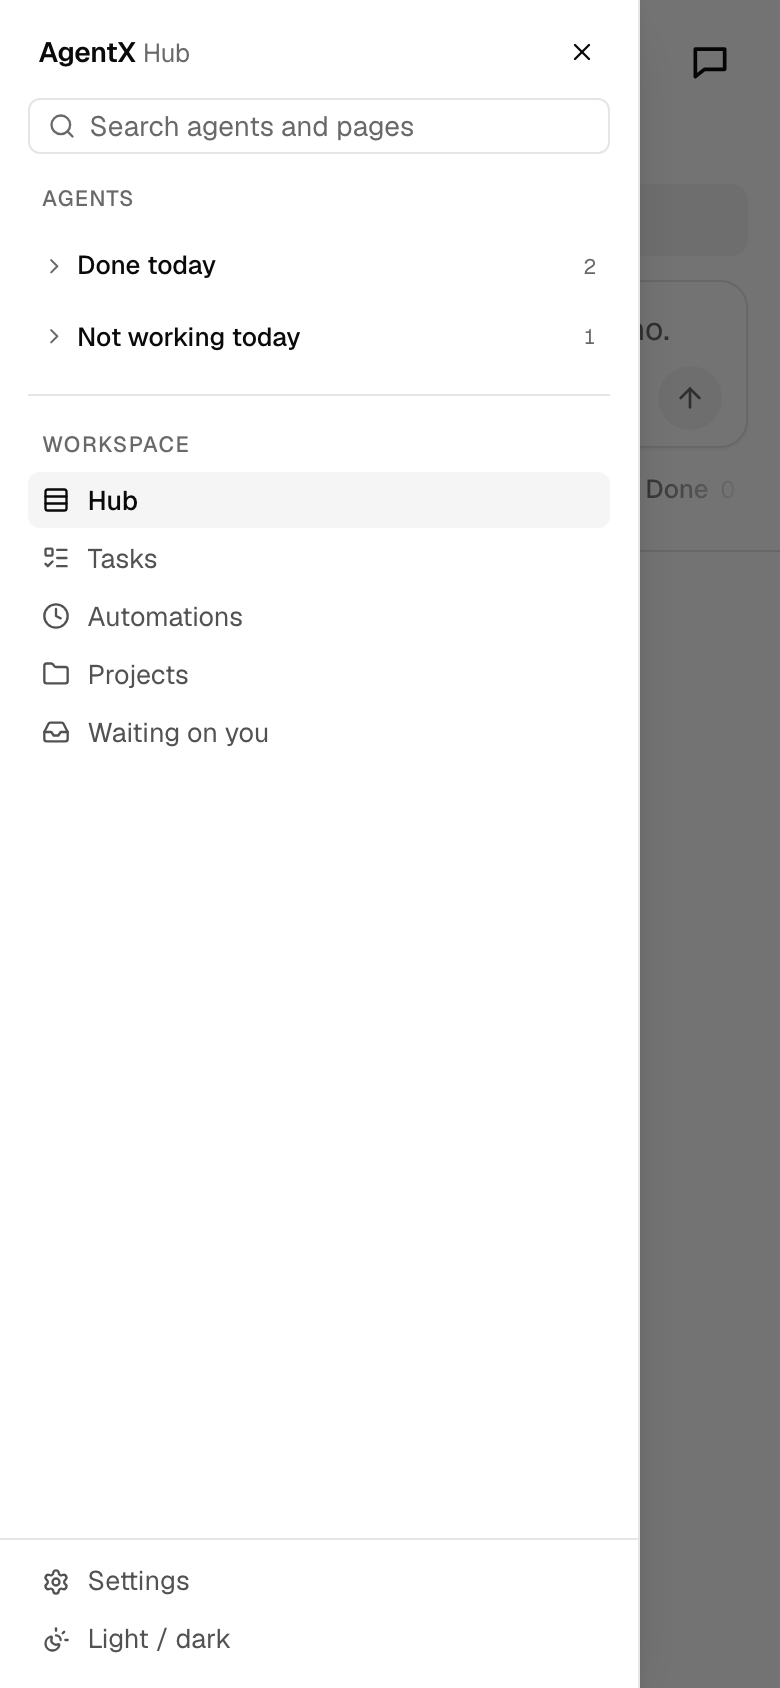 AgentX Hub
Search agents and pages
AGENTS
Done today 2
Not working today 1
WORKSPACE
Hub
Tasks
Automations
Projects
Waiting on you
Settings
Light / dark
Done 0